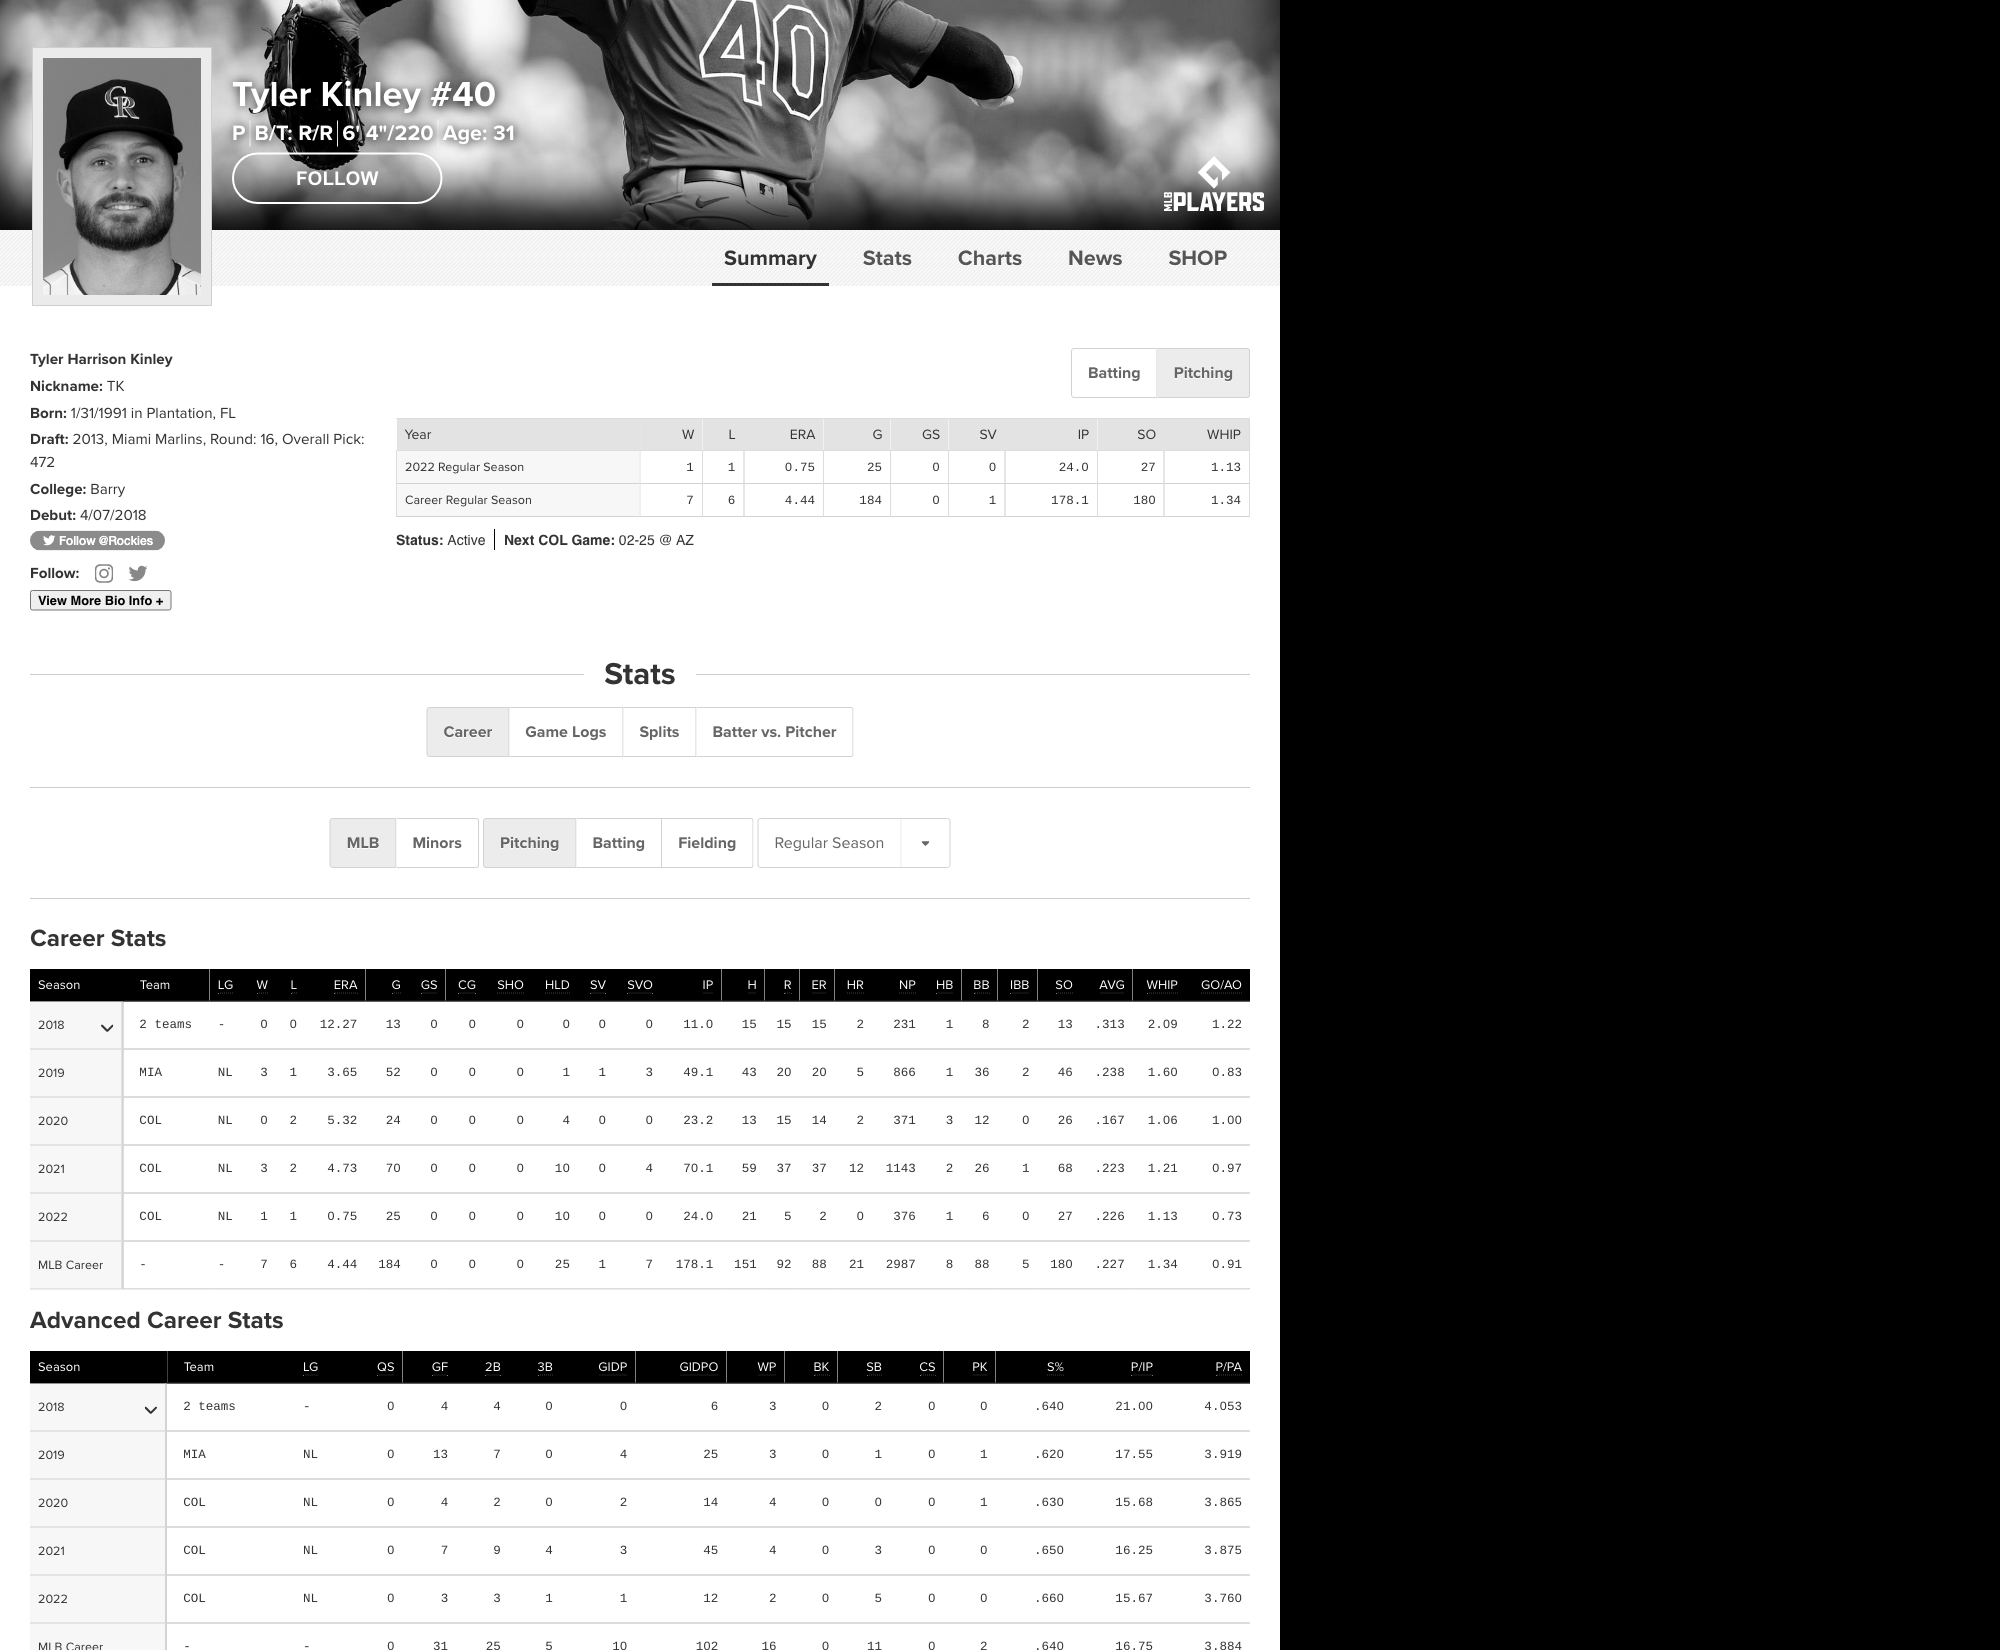 40
Tyler Kinley #40
P B/T: R/R 6' 4"/220 Age: 31
FOLLOW
MLB PLAYERS
CR
Summary Stats Charts News SHOP
Tyler Harrison Kinley
Nickname: TK
Born: 1/31/1991 in Plantation, FL
Draft: 2013, Miami Marlins, Round: 16, Overall Pick:
472
College: Barry
Debut: 4/07/2018
Follow @Rockies
Follow:
View More Bio Info +
Batting Pitching
Year W L ERA G GS SV IP SO WHIP
2022 Regular Season 1 1 0.75 25 0 0 24.0 27 1.13
Career Regular Season 7 6 4.44 184 0 1 178.1 180 1.34
Status: Active Next COL Game: 02-25 @ AZ
Stats
Career Game Logs Splits Batter vs. Pitcher
MLB Minors Pitching Batting Fielding Regular Season
Career Stats
Season Team LG W L ERA G GS CG SHO HLD SV SVO IP H R ER HR NP HB BB IBB SO AVG WHIP GO/AO
2018 2 teams - 0 0 12.27 13 0 0 0 0 0 0 11.0 15 15 15 2 231 1 8 2 13 .313 2.09 1.22
2019 MIA NL 3 1 3.65 52 0 0 0 1 1 3 49.1 43 20 20 5 866 1 36 2 46 .238 1.60 0.83
2020 COL NL 0 2 5.32 24 0 0 0 4 0 0 23.2 13 15 14 2 371 3 12 0 26 .167 1.06 1.00
2021 COL NL 3 2 4.73 70 0 0 0 10 0 4 70.1 59 37 37 12 1143 2 26 1 68 .223 1.21 0.97
2022 COL NL 1 1 0.75 25 0 0 0 10 0 0 24.0 21 5 2 0 376 1 6 0 27 .226 1.13 0.73
MLB Career - - 7 6 4.44 184 0 0 0 25 1 7 178.1 151 92 88 21 2987 8 88 5 180 .227 1.34 0.91
Advanced Career Stats
Season Team LG QS GF 2B 3B GIDP GIDPO WP BK SB CS PK S% P/IP P/PA
2018 2 teams - 0 4 4 0 0 6 3 0 2 0 0 .640 21.00 4.053
2019 MIA NL 0 13 7 0 4 25 3 0 1 0 1 .620 17.55 3.919
2020 COL NL 0 4 2 0 2 14 4 0 0 0 1 .630 15.68 3.865
2021 COL NL 0 7 9 4 3 45 4 0 3 0 0 .650 16.25 3.875
2022 COL NL 0 3 3 1 1 12 2 0 5 0 0 .660 15.67 3.760
MLB Career - - 0 31 25 5 10 102 16 0 11 0 2 .640 16.75 3.884